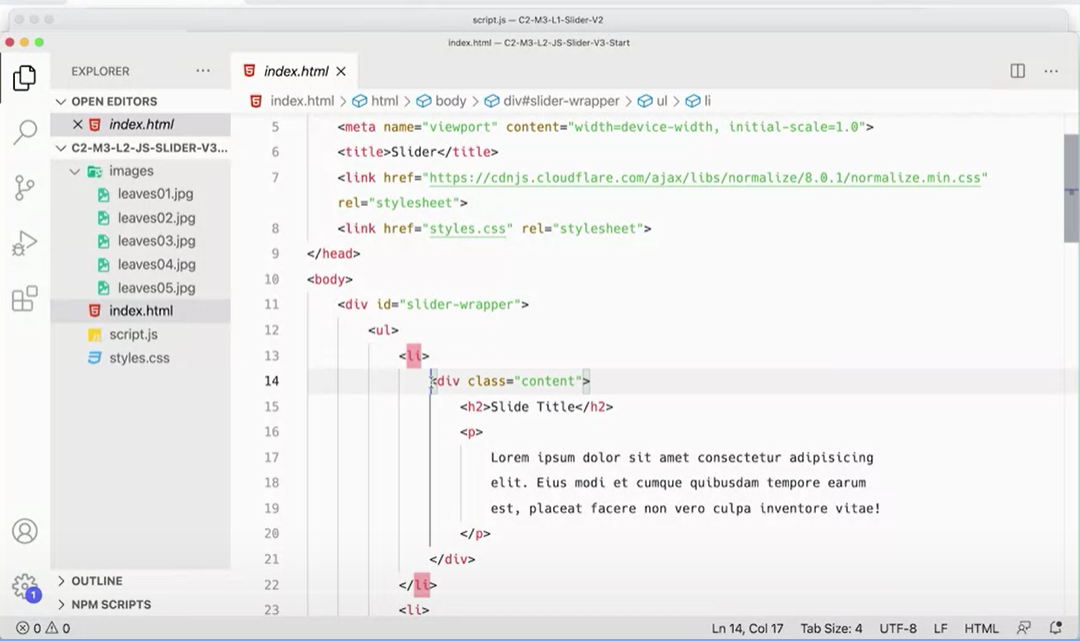 script.js — C2-M3-L1-Slider-V2
index.html — C2-M3-L2-JS-Slider-V3-Start
EXPLORER
index.html
OPEN EDITORS
index.html
C2-M3-L2-JS-SLIDER-V3...
images
leaves01.jpg
leaves02.jpg
leaves03.jpg
leaves04.jpg
leaves05.jpg
index.html
script.js
styles.css
OUTLINE
NPM SCRIPTS
1
index.html > html > body > div#slider-wrapper > ul > li
5 <meta name="viewport" content="width=device-width, initial-scale=1.0">
6 <title>Slider</title>
7 <link href="https://cdnjs.cloudflare.com/ajax/libs/normalize/8.0.1/normalize.min.css"
rel="stylesheet">
8 <link href="styles.css" rel="stylesheet">
9 </head>
10 <body>
11 <div id="slider-wrapper">
12 <ul>
13 <li>
14 <div class="content">
15 <h2>Slide Title</h2>
16 <p>
17 Lorem ipsum dolor sit amet consectetur adipisicing
18 elit. Eius modi et cumque quibusdam tempore earum
19 est, placeat facere non vero culpa inventore vitae!
20 </p>
21 </div>
22 </li>
23 <li>
0 0
Ln 14, Col 17 Tab Size: 4 UTF-8 LF HTML